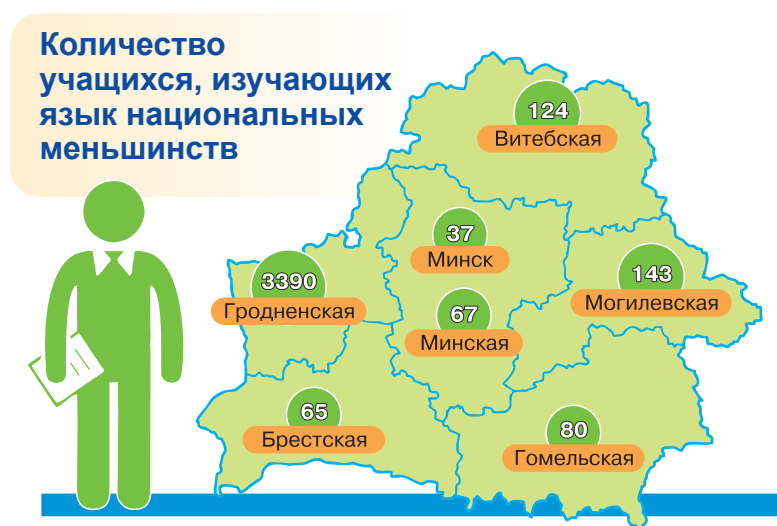 Количество
учащихся, изучающих
язык национальных
меньшинств
124
Витебская
37
Минск
3390
Гродненская
143
Могилевская
67
Минская
65
Брестская
80
Гомельская